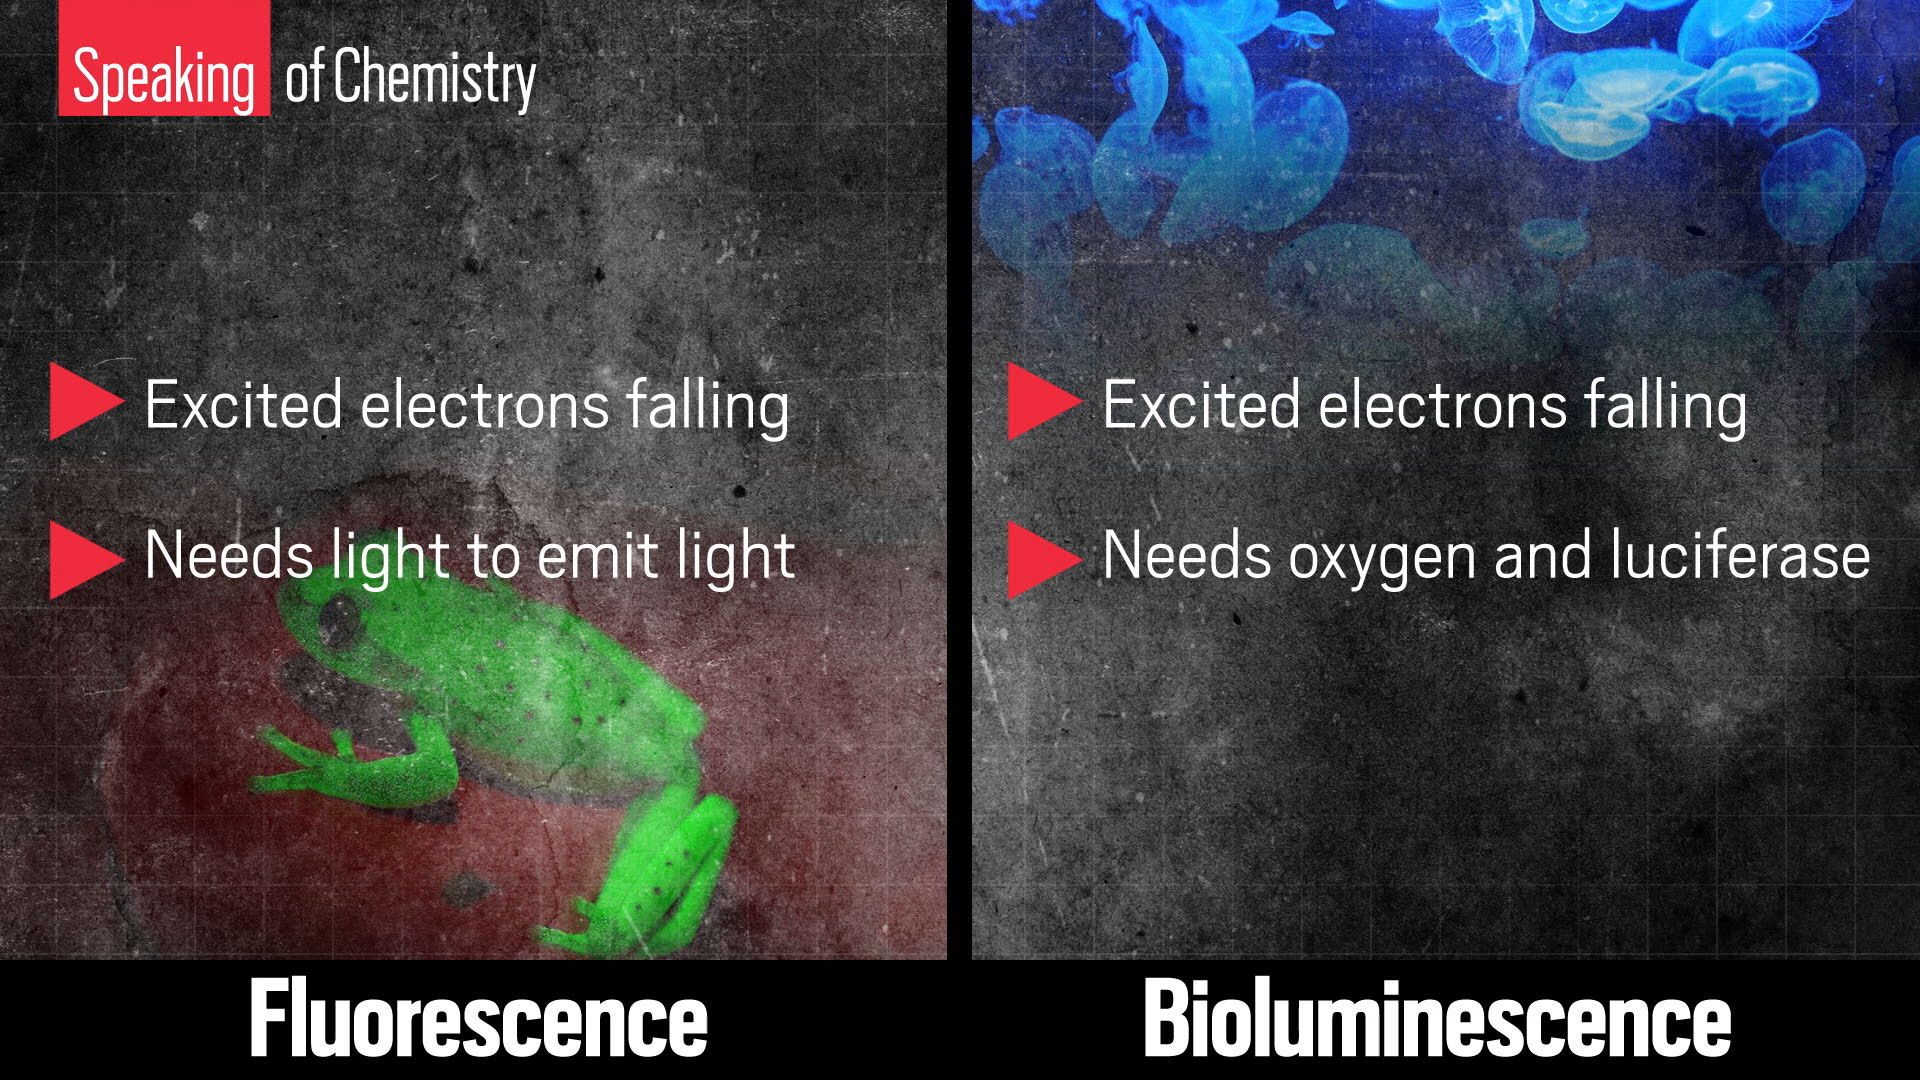 Speaking of Chemistry
Excited electrons falling
Needs light to emit light
Fluorescence
Excited electrons falling
Needs oxygen and luciferase
Bioluminescence